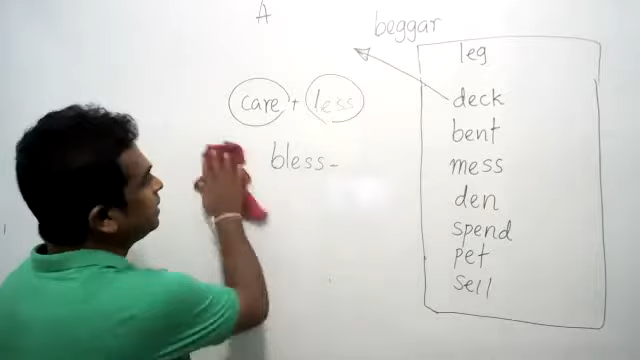 A
beggar
care + less
bless -
leg
deck
bent
mess
den
spend
pet
sell